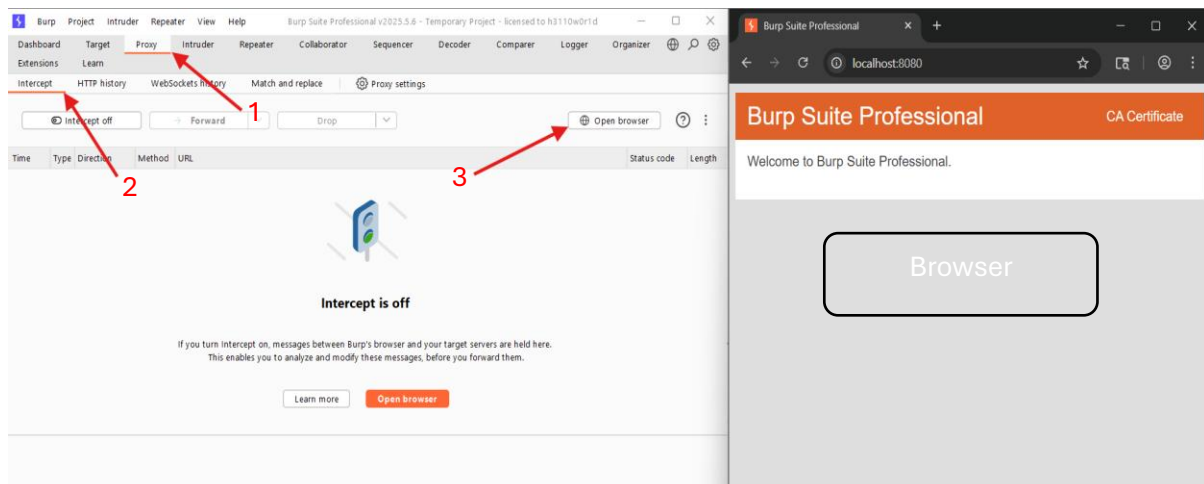 Burp Project Intruder Repeater View Help Burp Suite Professional v2025.5.6 - Temporary Project - licensed to h3110w0r1d
Dashboard Target Proxy Intruder Repeater Collaborator Sequencer Decoder Comparer Logger Organizer
Extensions Learn
Intercept HTTP history WebSockets history Match and replace Proxy settings
1
Intercept off Forward Drop Open browser
Time Type Direction Method URL Status code Length
2
3
Intercept is off
If you turn Intercept on, messages between Burp's browser and your target servers are held here.
This enables you to analyze and modify these messages, before you forward them.
Learn more Open browser
Burp Suite Professional
localhost:8080
Burp Suite Professional CA Certificate
Welcome to Burp Suite Professional.
Browser